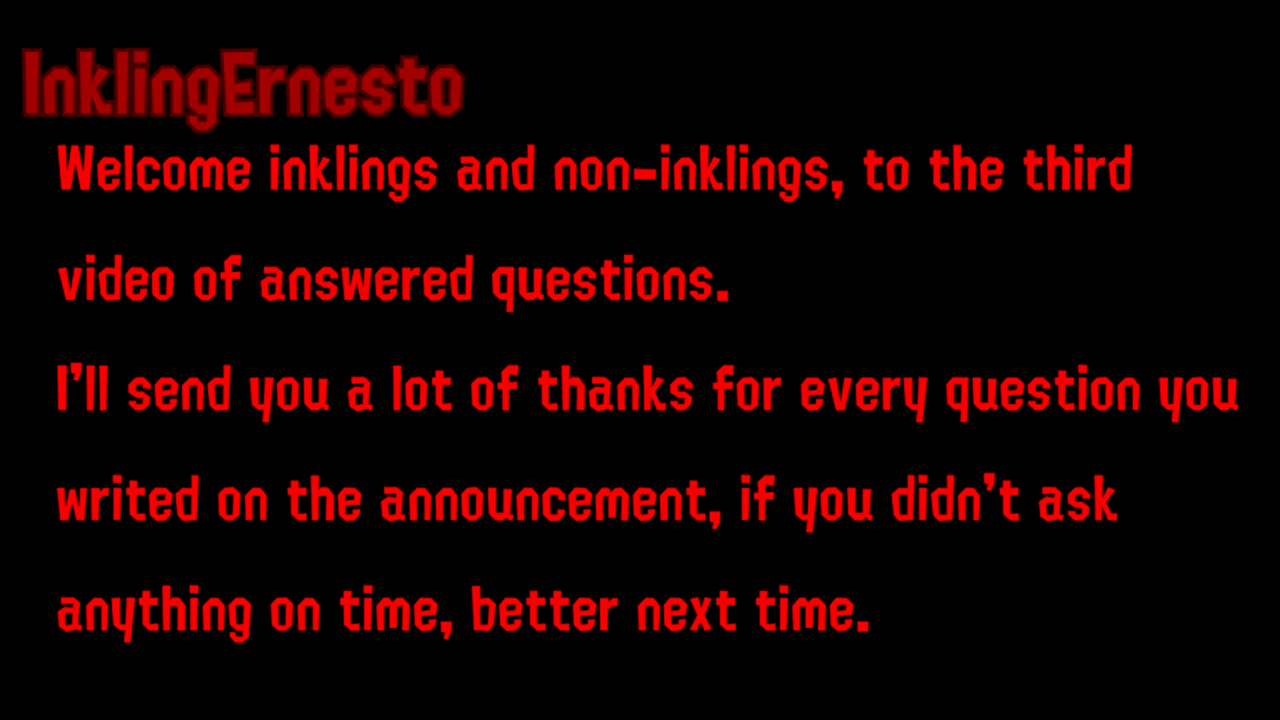 InklingErnesto
Welcome inklings and non-inklings, to the third
video of answered questions.
I'll send you a lot of thanks for every question you
writed on the announcement, if you didn't ask
anything on time, better next time.